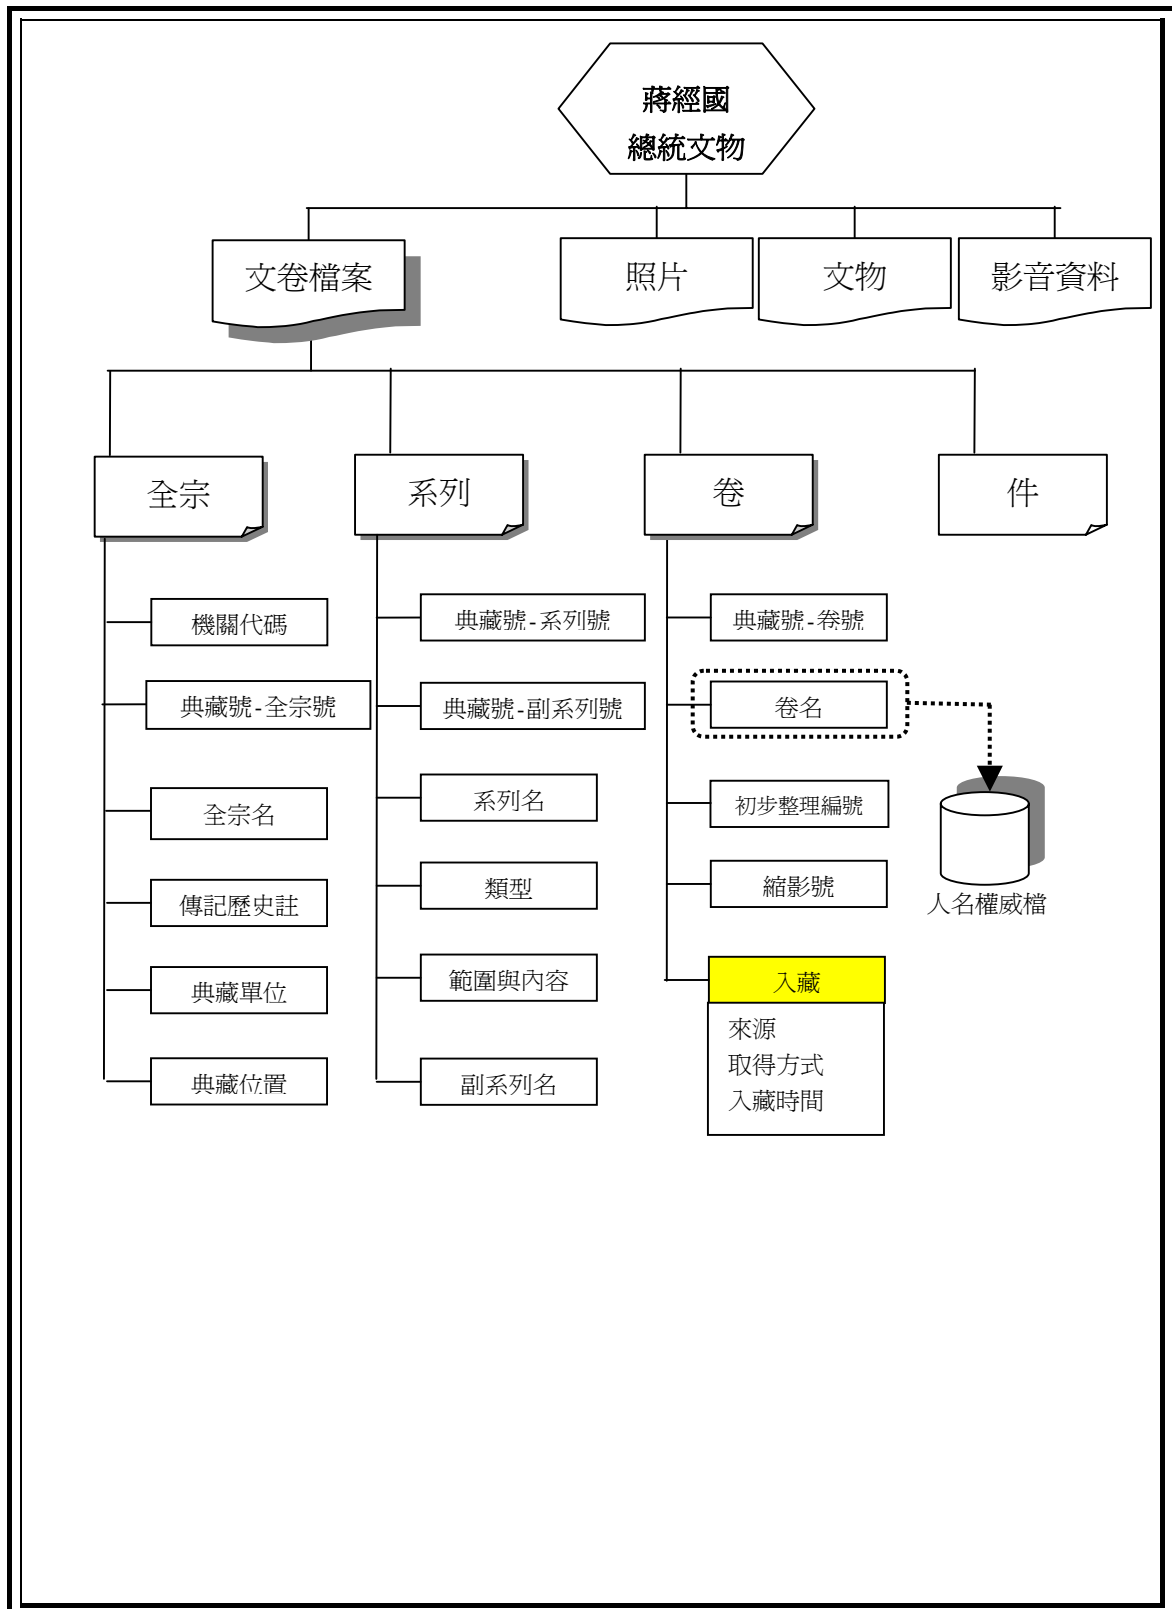 蔣經國
總統文物
文卷檔案
照片
文物
影音資料
全宗
系列
卷
件
機關代碼
典藏號-全宗號
全宗名
傳記歷史註
典藏單位
典藏位置
典藏號-系列號
典藏號-副系列號
系列名
類型
範圍與內容
副系列名
典藏號-卷號
卷名
初步整理編號
縮影號
入藏
來源
取得方式
入藏時間
人名權威檔